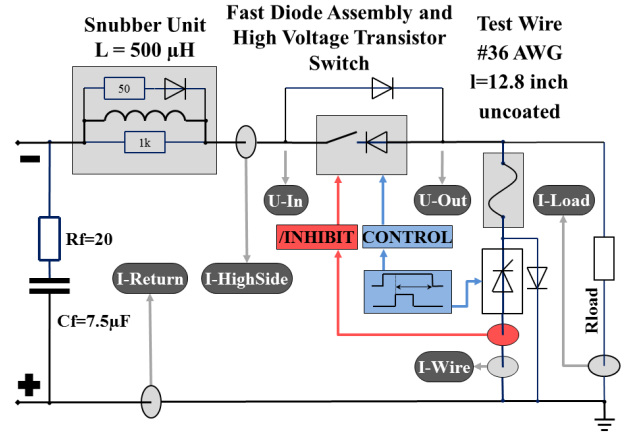 Snubber Unit
L = 500 µH
Fast Diode Assembly and
High Voltage Transistor
Switch
Test Wire
#36 AWG
l=12.8 inch
uncoated
50
1k
U-In
U-Out
I-Load
/INHIBIT
CONTROL
Rf=20
I-Return
I-HighSide
Cf=7.5µF
Rload
I-Wire